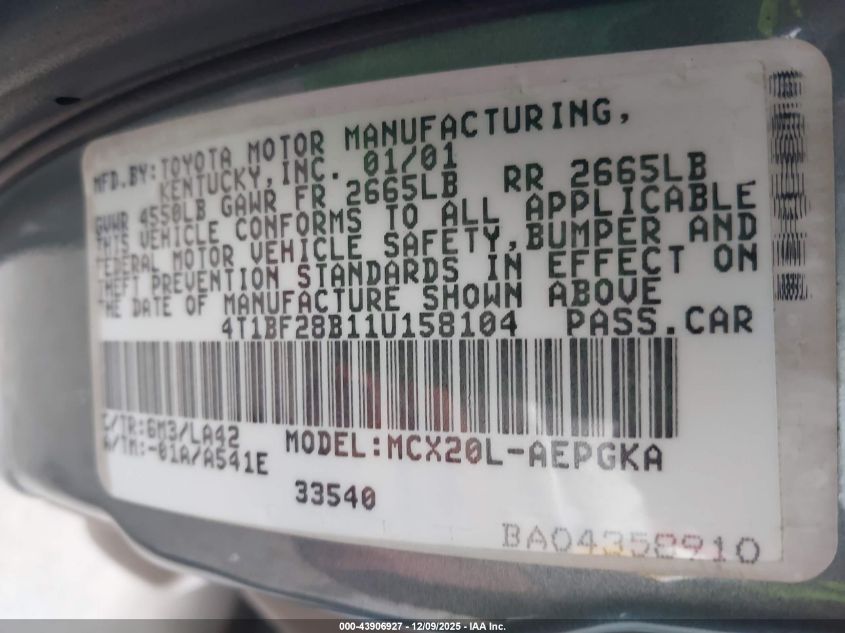 MFD.BY:TOYOTA MOTOR MANUFACTURING,
KENTUCKY,INC. 01/01
GVWR 4550LB GAWR FR 2665LB RR 2665LB
THIS VEHICLE CONFORMS TO ALL APPLICABLE
FEDERAL MOTOR VEHICLE SAFETY,BUMPER AND
THEFT PREVENTION STANDARDS IN EFFECT ON
THE DATE OF MANUFACTURE SHOWN ABOVE
4T1BF28B11U158104 PASS.CAR
C/TR:6M3/LA42
A/TM:-01A/A541E
MODEL:MCX20L-AEPGKA
33540
BA04358910
000-43906927 • 12/09/2025 • IAA Inc.